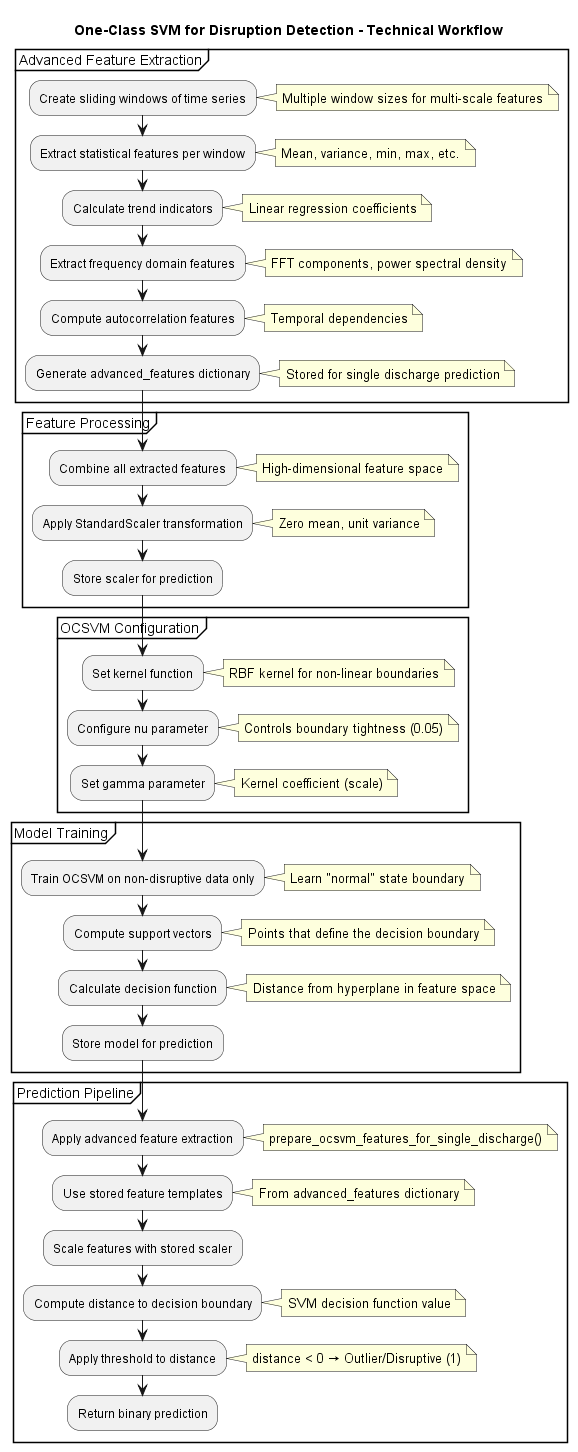 One-Class SVM for Disruption Detection - Technical Workflow
Advanced Feature Extraction
Create sliding windows of time series
Multiple window sizes for multi-scale features
Extract statistical features per window
Mean, variance, min, max, etc.
Calculate trend indicators
Linear regression coefficients
Extract frequency domain features
FFT components, power spectral density
Compute autocorrelation features
Temporal dependencies
Generate advanced_features dictionary
Stored for single discharge prediction
Feature Processing
Combine all extracted features
High-dimensional feature space
Apply StandardScaler transformation
Zero mean, unit variance
Store scaler for prediction
OCSVM Configuration
Set kernel function
RBF kernel for non-linear boundaries
Configure nu parameter
Controls boundary tightness (0.05)
Set gamma parameter
Kernel coefficient (scale)
Model Training
Train OCSVM on non-disruptive data only
Learn "normal" state boundary
Compute support vectors
Points that define the decision boundary
Calculate decision function
Distance from hyperplane in feature space
Store model for prediction
Prediction Pipeline
Apply advanced feature extraction
prepare_ocsvm_features_for_single_discharge()
Use stored feature templates
From advanced_features dictionary
Scale features with stored scaler
Compute distance to decision boundary
SVM decision function value
Apply threshold to distance
distance < 0 → Outlier/Disruptive (1)
Return binary prediction